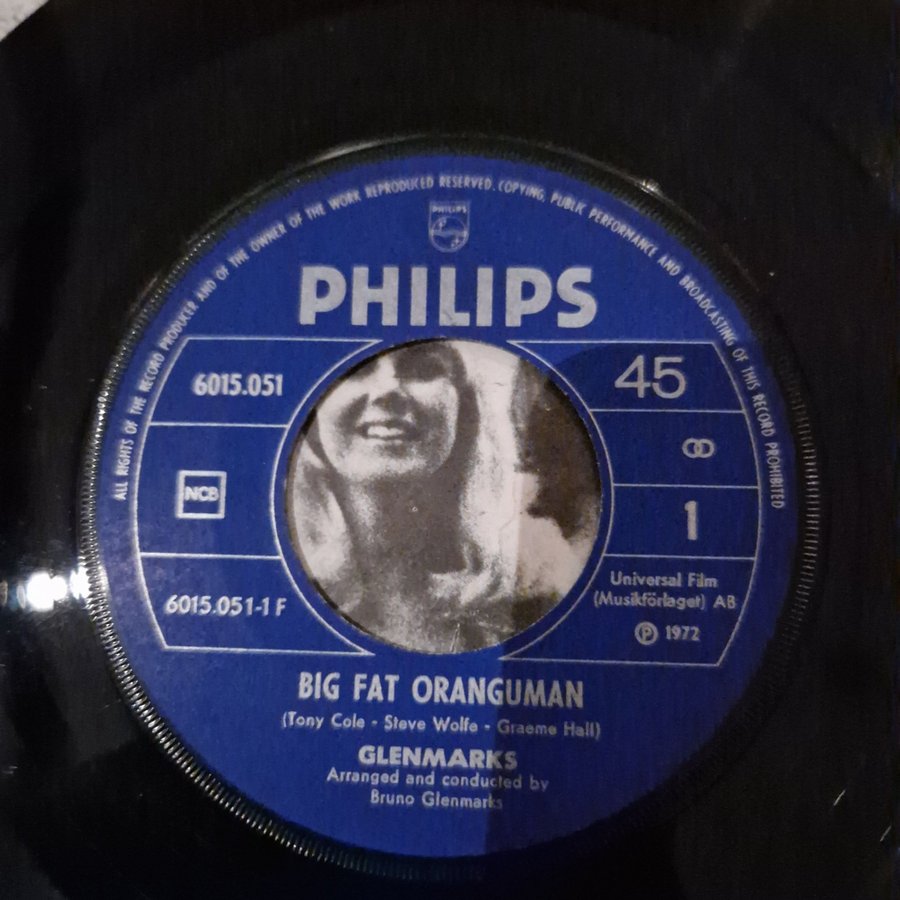 ALL RIGHTS OF THE RECORD PRODUCER AND OF THE OWNER OF THE WORK REPRODUCED RESERVED. COPYING, PUBLIC PERFORMANCE AND BROADCASTING OF THIS RECORD PROHIBITED
PHILIPS
PHILIPS
6015.051
45
NCB
1
6015.051-1 F
Universal Film
(Musikförlaget) AB
℗ 1972
BIG FAT ORANGUMAN
(Tony Cole - Steve Wolfe - Graeme Hall)
GLENMARKS
Arranged and conducted by
Bruno Glenmarks